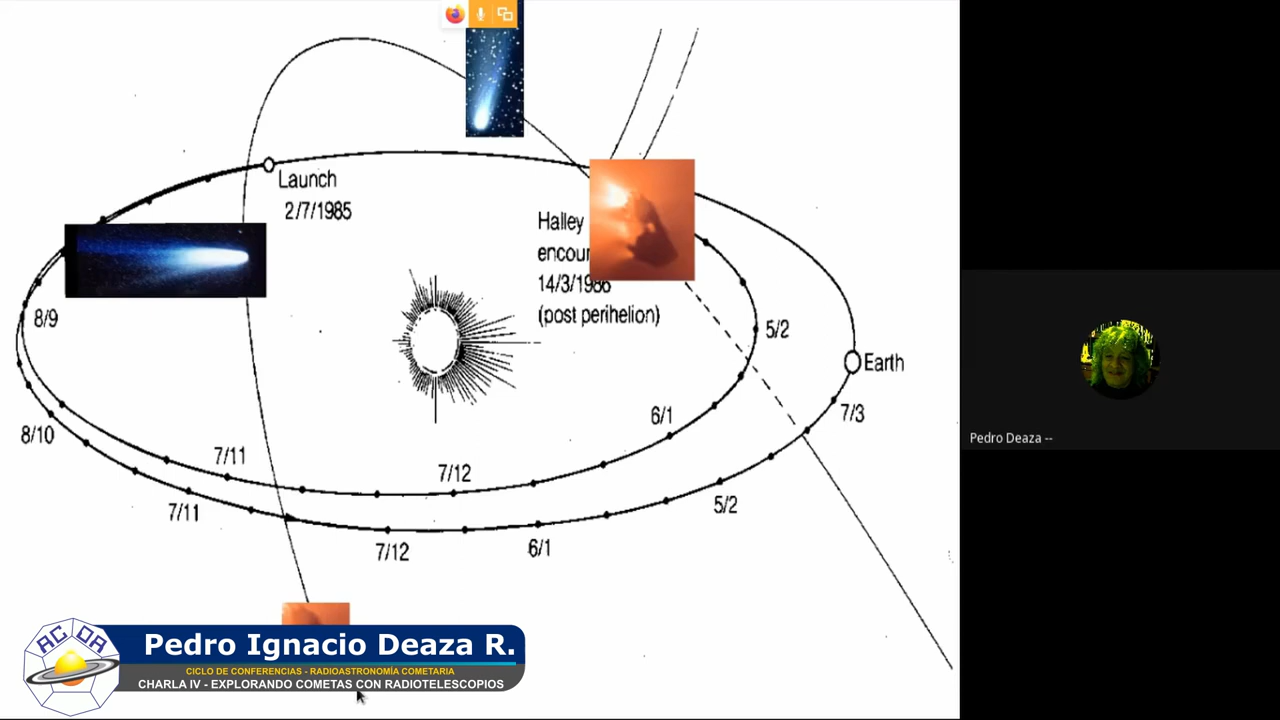 Launch
2/7/1985
Halley
encoun
14/3/1986
(post perihelion)
8/9
5/2
Earth
7/3
6/1
8/10
7/11
7/12
7/11
5/2
7/12
6/1
Pedro Deaza --
ACDA
Pedro Ignacio Deaza R.
CICLO DE CONFERENCIAS - RADIOASTRONOMÍA COMETARIA
CHARLA IV - EXPLORANDO COMETAS CON RADIOTELESCOPIOS